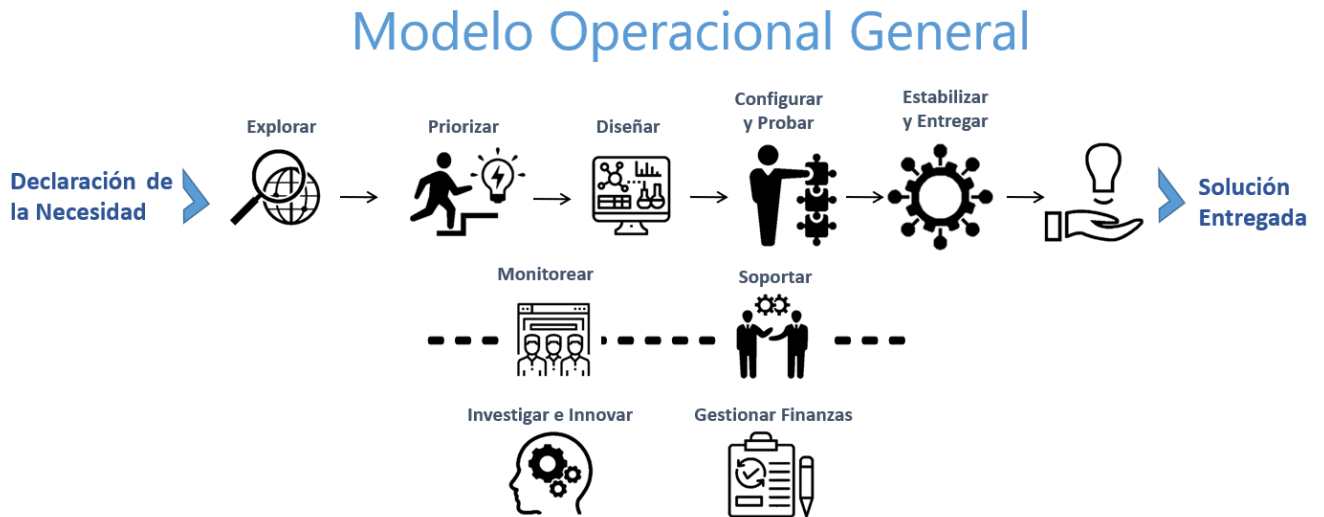 Modelo Operacional General
Explorar
Priorizar
Diseñar
Configurar
y Probar
Estabilizar
y Entregar
Declaración de
la Necesidad
Solución
Entregada
Monitorear
Soportar
Investigar e Innovar
Gestionar Finanzas